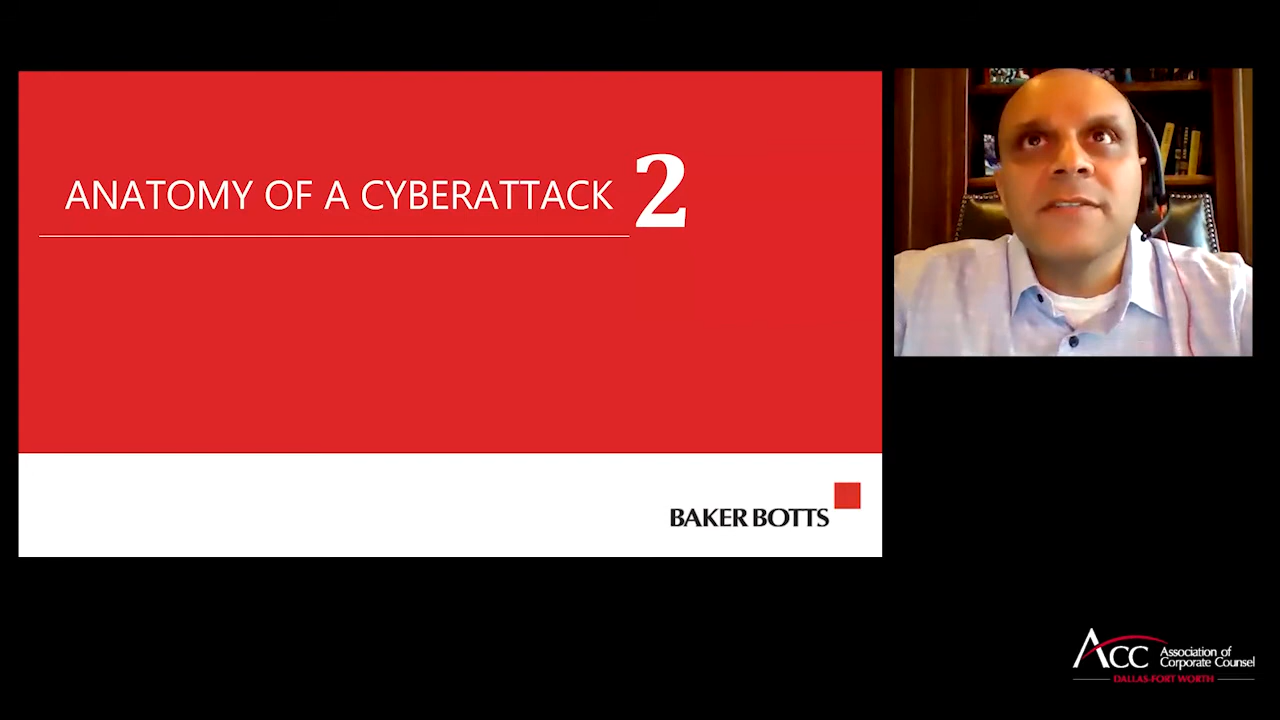 ANATOMY OF A CYBERATTACK 2
BAKER BOTTS
ACC Association of
Corporate Counsel
DALLAS-FORT WORTH